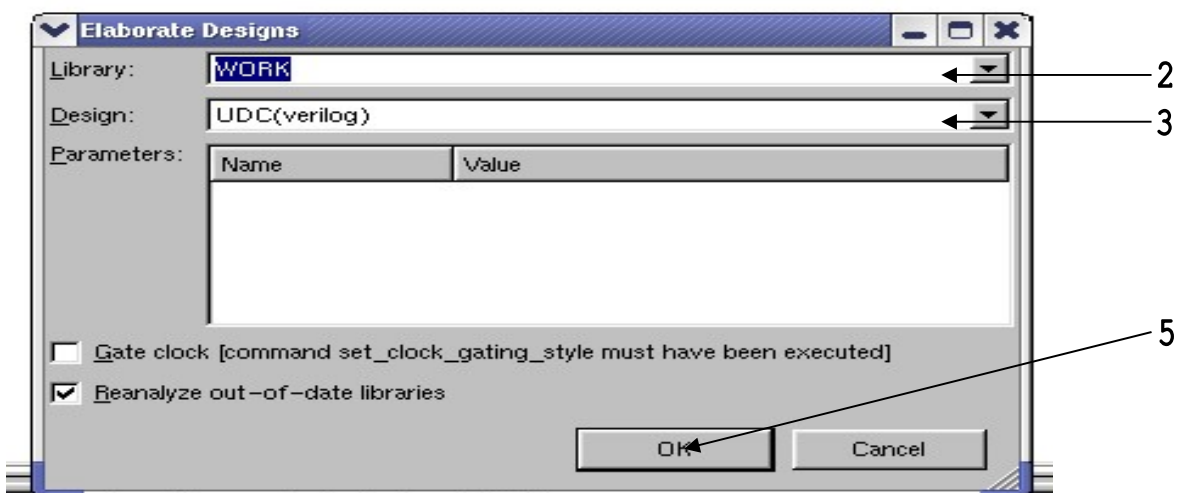 Elaborate Designs
Library: WORK 2
Design: UDC(verilog) 3
Parameters: Name Value
Gate clock [command set_clock_gating_style must have been executed] 5
Reanalyze out-of-date libraries
OK Cancel